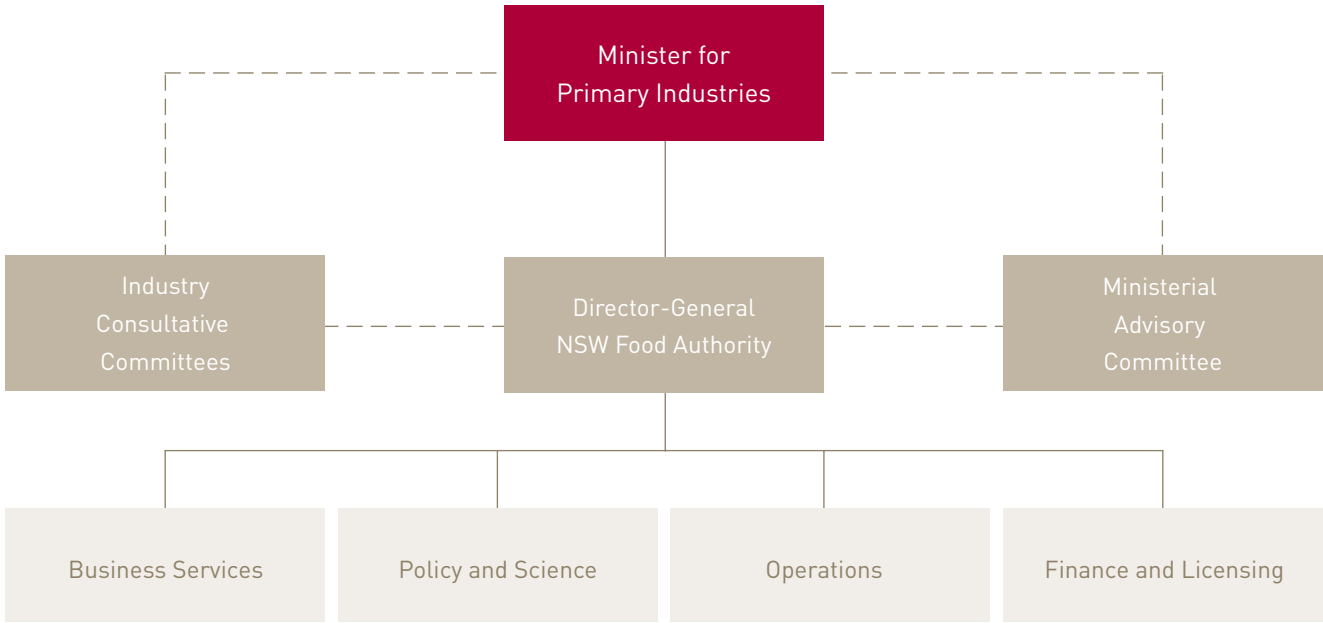 Minister for
Primary Industries
Industry
Consultative
Committees
Director-General
NSW Food Authority
Ministerial
Advisory
Committee
Business Services
Policy and Science
Operations
Finance and Licensing